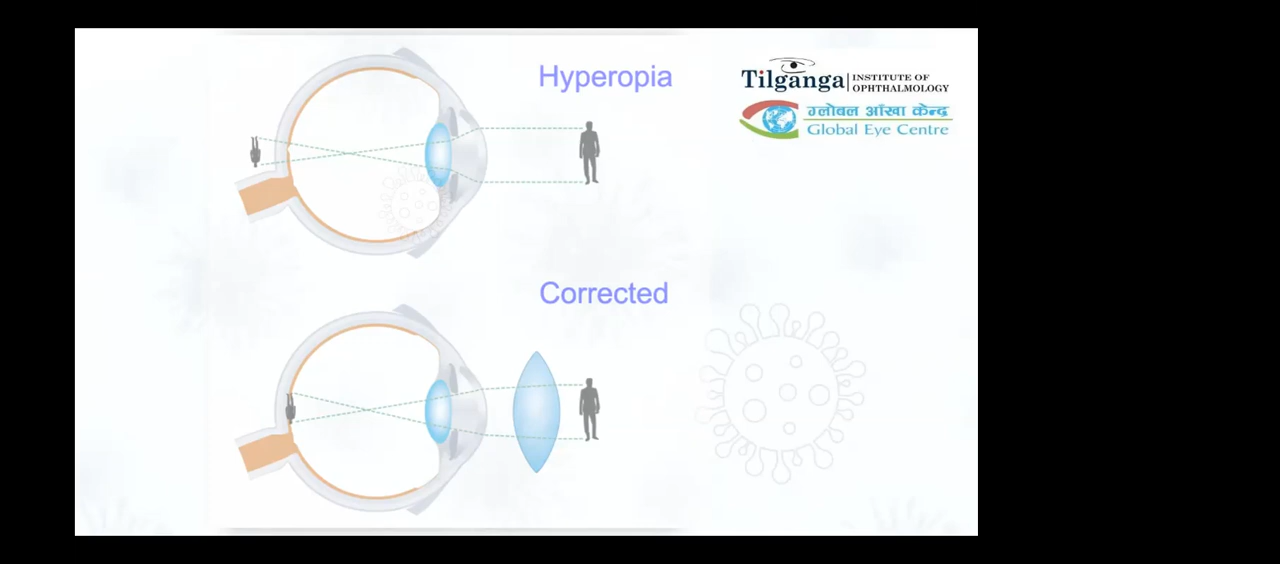 Hyperopia
Tilganga INSTITUTE OF
OPHTHALMOLOGY
ग्लोबल आँखा केन्द्र
Global Eye Centre
Corrected